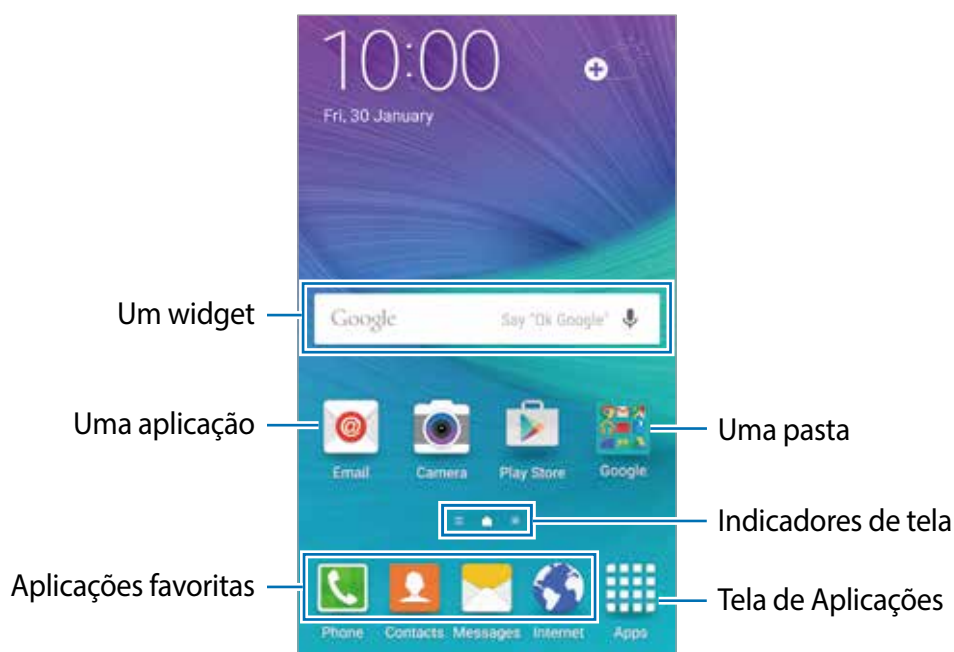 10:00
Fri, 30 January
Um widget
Google Say "Ok Google"
Uma aplicação
Uma pasta
Email Camera Play Store Google
Indicadores de tela
Aplicações favoritas
Tela de Aplicações
Phone Contacts Messages Internet Apps